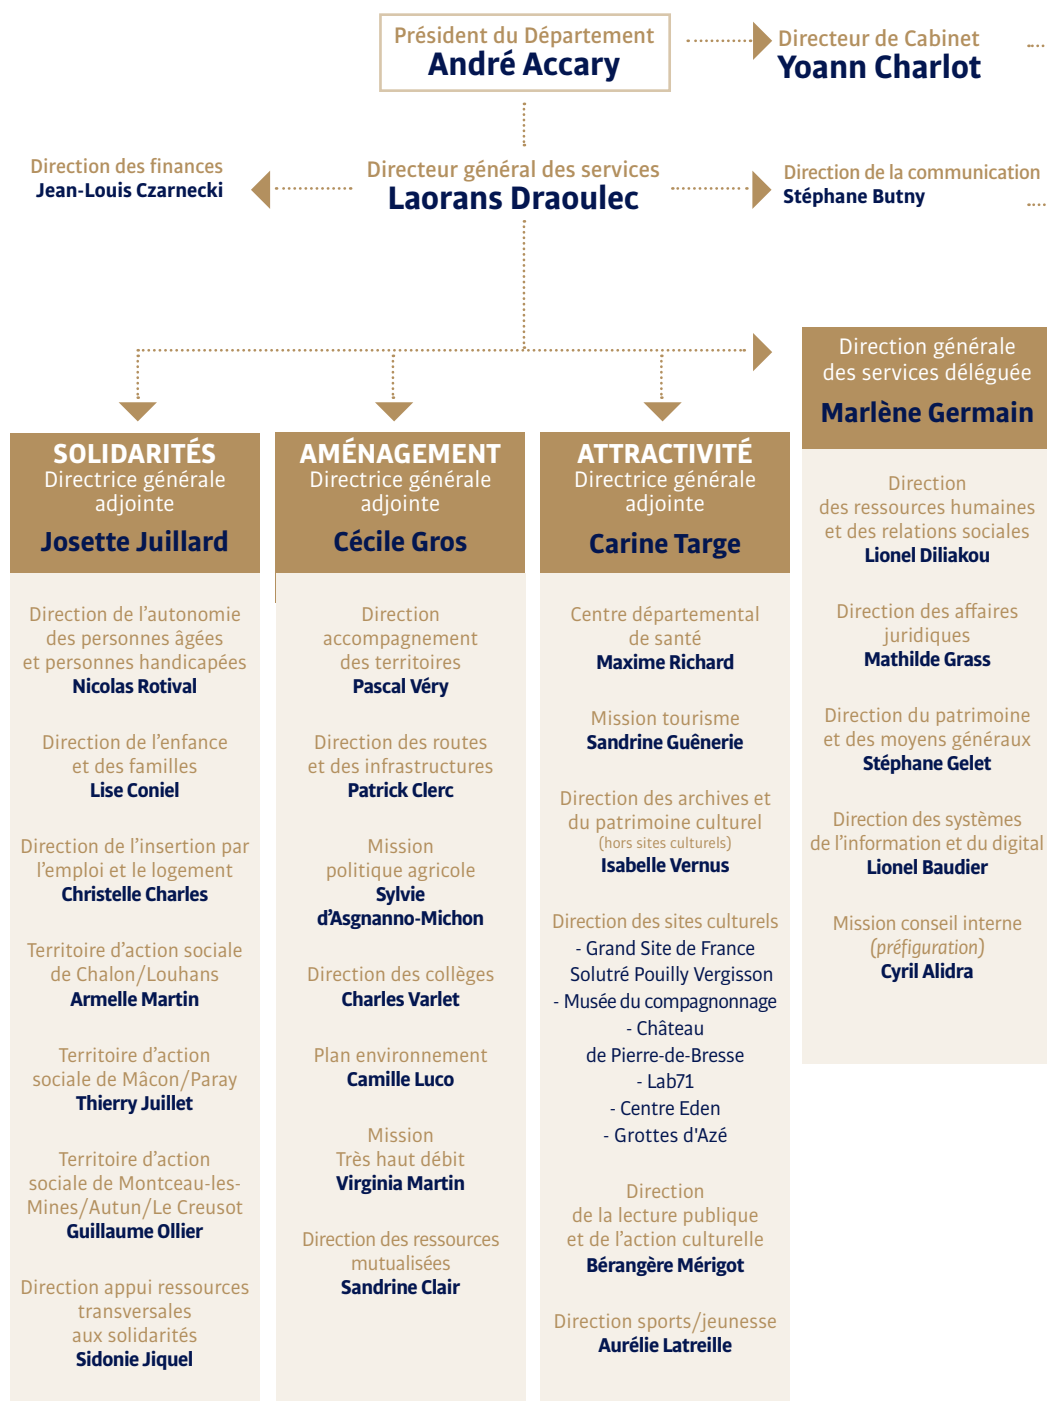 Président du Département
André Accary
Directeur de Cabinet
Yoann Charlot
Direction des finances
Jean-Louis Czarnecki
Directeur général des services
Laorans Draoulec
Direction de la communication
Stéphane Butny
SOLIDARITÉS
Directrice générale
adjointe
Josette Juillard
Direction de l'autonomie
des personnes âgées
et personnes handicapées
Nicolas Rotival
Direction de l'enfance
et des familles
Lise Coniel
Direction de l'insertion par
l'emploi et le logement
Christelle Charles
Territoire d'action sociale
de Chalon/Louhans
Armelle Martin
Territoire d'action
sociale de Mâcon/Paray
Thierry Juillet
Territoire d'action
sociale de Montceau-les-
Mines/Autun/Le Creusot
Guillaume Ollier
Direction appui ressources
transversales
aux solidarités
Sidonie Jiquel
AMÉNAGEMENT
Directrice générale
adjointe
Cécile Gros
Direction
accompagnement
des territoires
Pascal Véry
Direction des routes
et des infrastructures
Patrick Clerc
Mission
politique agricole
Sylvie
d'Asgnanno-Michon
Direction des collèges
Charles Varlet
Plan environnement
Camille Luco
Mission
Très haut débit
Virginia Martin
Direction des ressources
mutualisées
Sandrine Clair
ATTRACTIVITÉ
Directrice générale
adjointe
Carine Targe
Centre départemental
de santé
Maxime Richard
Mission tourisme
Sandrine Guênerie
Direction des archives et
du patrimoine culturel
(hors sites culturels)
Isabelle Vernus
Direction des sites culturels
- Grand Site de France
Solutré Pouilly Vergisson
- Musée du compagnonnage
- Château
de Pierre-de-Bresse
- Lab71
- Centre Eden
- Grottes d'Azé
Direction
de la lecture publique
et de l'action culturelle
Bérangère Mérigot
Direction sports/jeunesse
Aurélie Latreille
Direction générale
des services déléguée
Marlène Germain
Direction
des ressources humaines
et des relations sociales
Lionel Diliakou
Direction des affaires
juridiques
Mathilde Grass
Direction du patrimoine
et des moyens généraux
Stéphane Gelet
Direction des systèmes
de l'information et du digital
Lionel Baudier
Mission conseil interne
(préfiguration)
Cyril Alidra